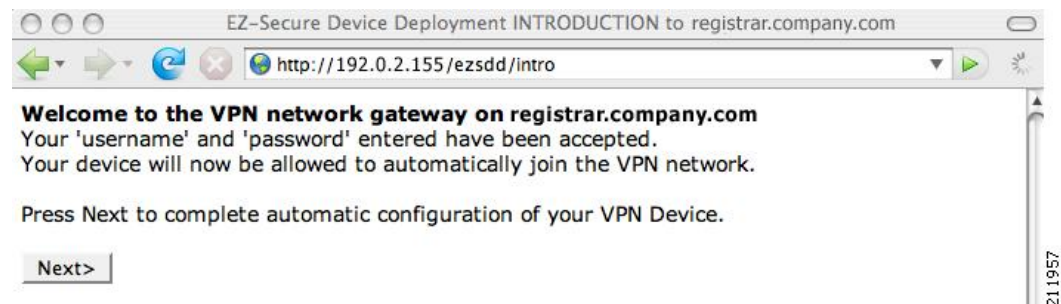 EZ-Secure Device Deployment INTRODUCTION to registrar.company.com
http://192.0.2.155/ezsdd/intro
Welcome to the VPN network gateway on registrar.company.com
Your 'username' and 'password' entered have been accepted.
Your device will now be allowed to automatically join the VPN network.
Press Next to complete automatic configuration of your VPN Device.
Next>
211957